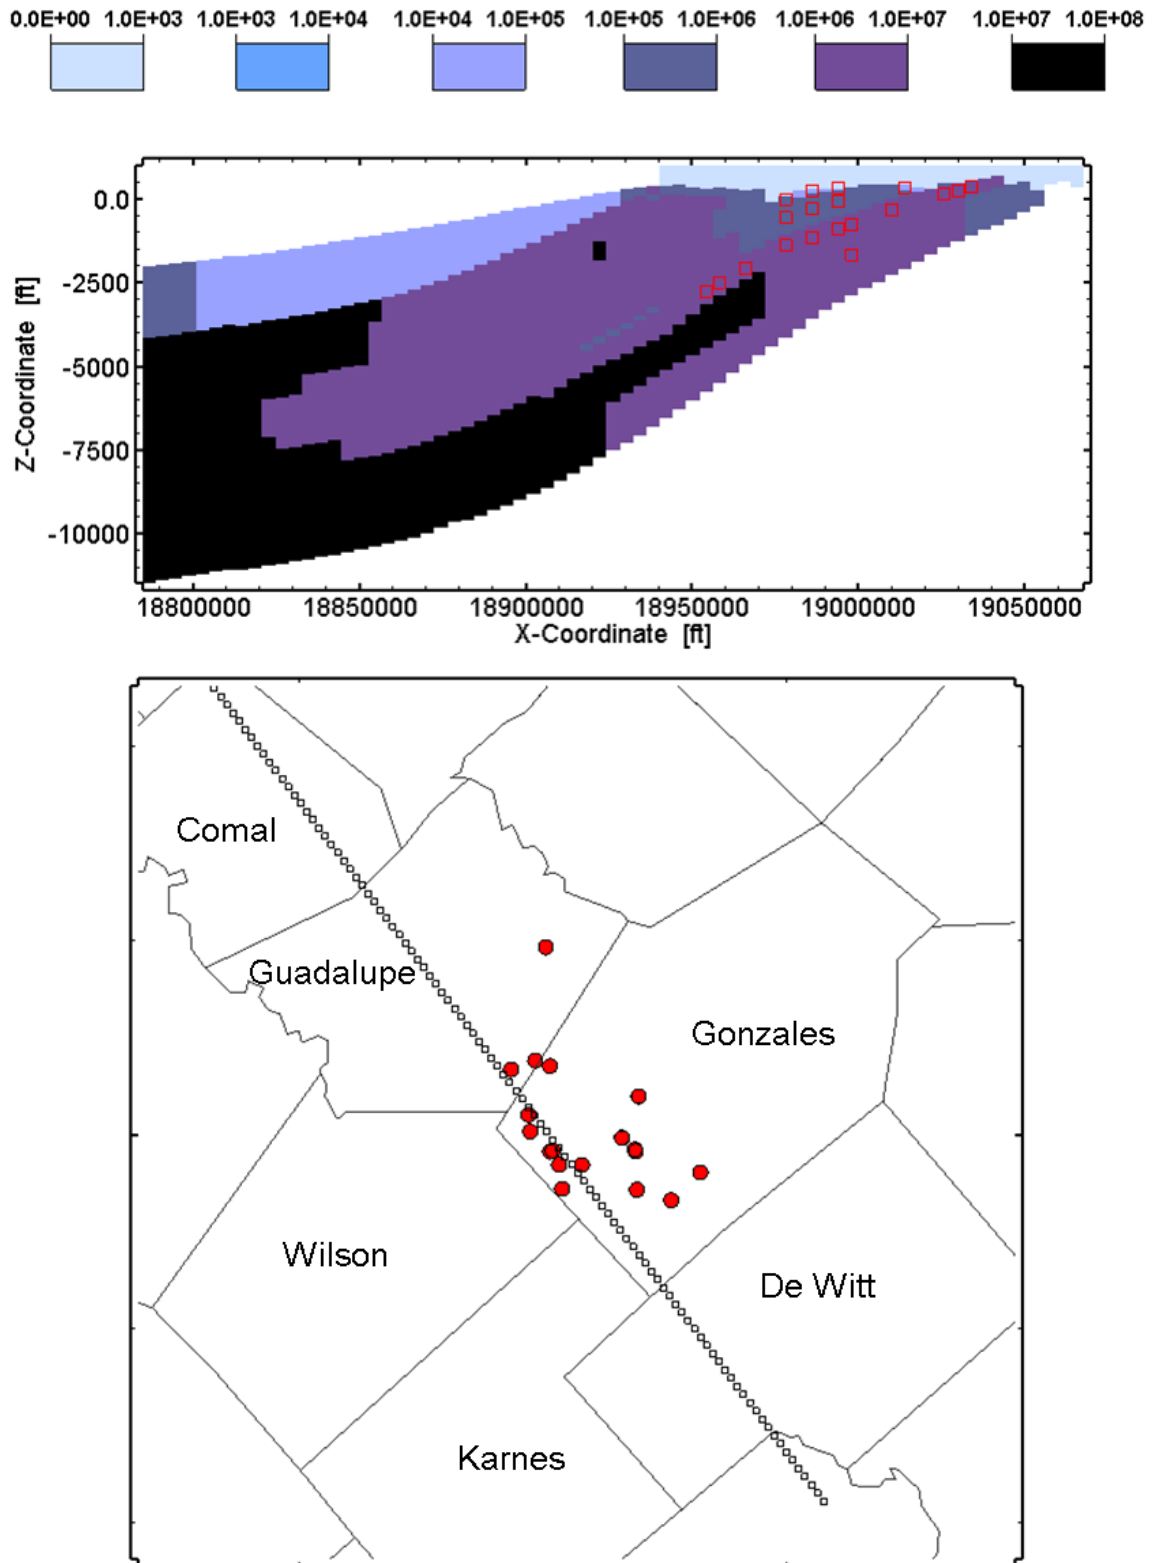 0.0E+00 1.0E+03 1.0E+03 1.0E+04 1.0E+04 1.0E+05 1.0E+05 1.0E+06 1.0E+06 1.0E+07 1.0E+07 1.0E+08
0.0
-2500
-5000
-7500
-10000
Z-Coordinate [ft]
18800000 18850000 18900000 18950000 19000000 19050000
X-Coordinate [ft]
Comal
Guadalupe
Gonzales
Wilson
De Witt
Karnes